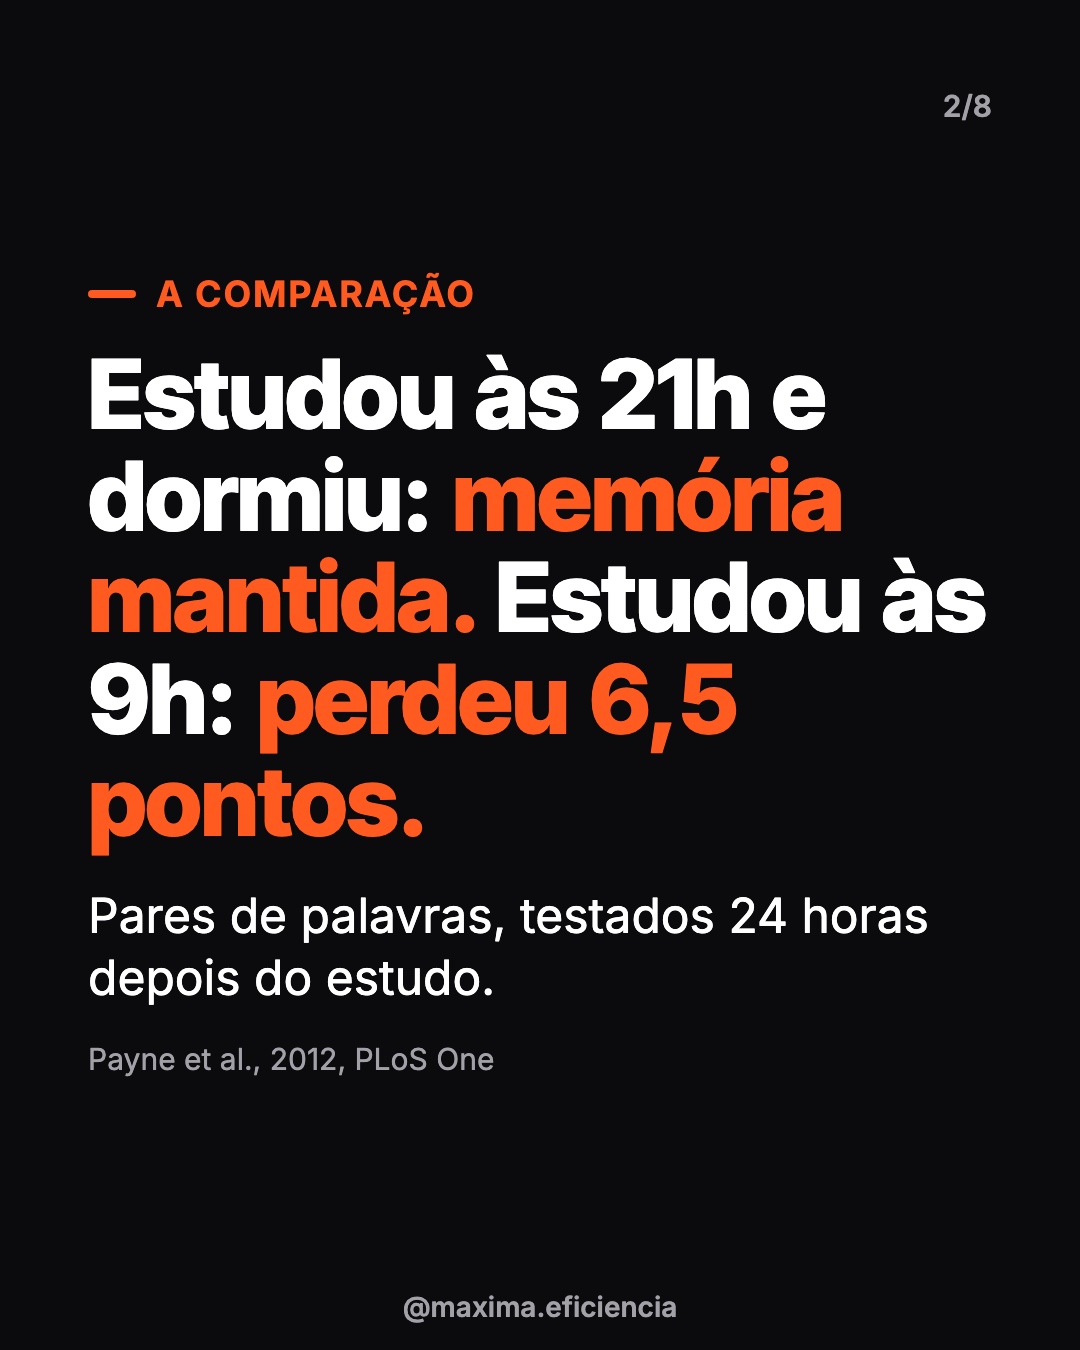 2/8
A COMPARAÇÃO
Estudou às 21h e
dormiu: memória
mantida. Estudou às
9h: perdeu 6,5
pontos.
Pares de palavras, testados 24 horas
depois do estudo.
Payne et al., 2012, PLoS One
@maxima.eficiencia